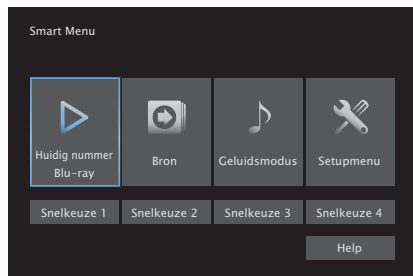 Smart Menu
Huidig nummer
Blu-ray
Bron
Geluidsmodus
Setupmenu
Snelkeuze 1
Snelkeuze 2
Snelkeuze 3
Snelkeuze 4
Help